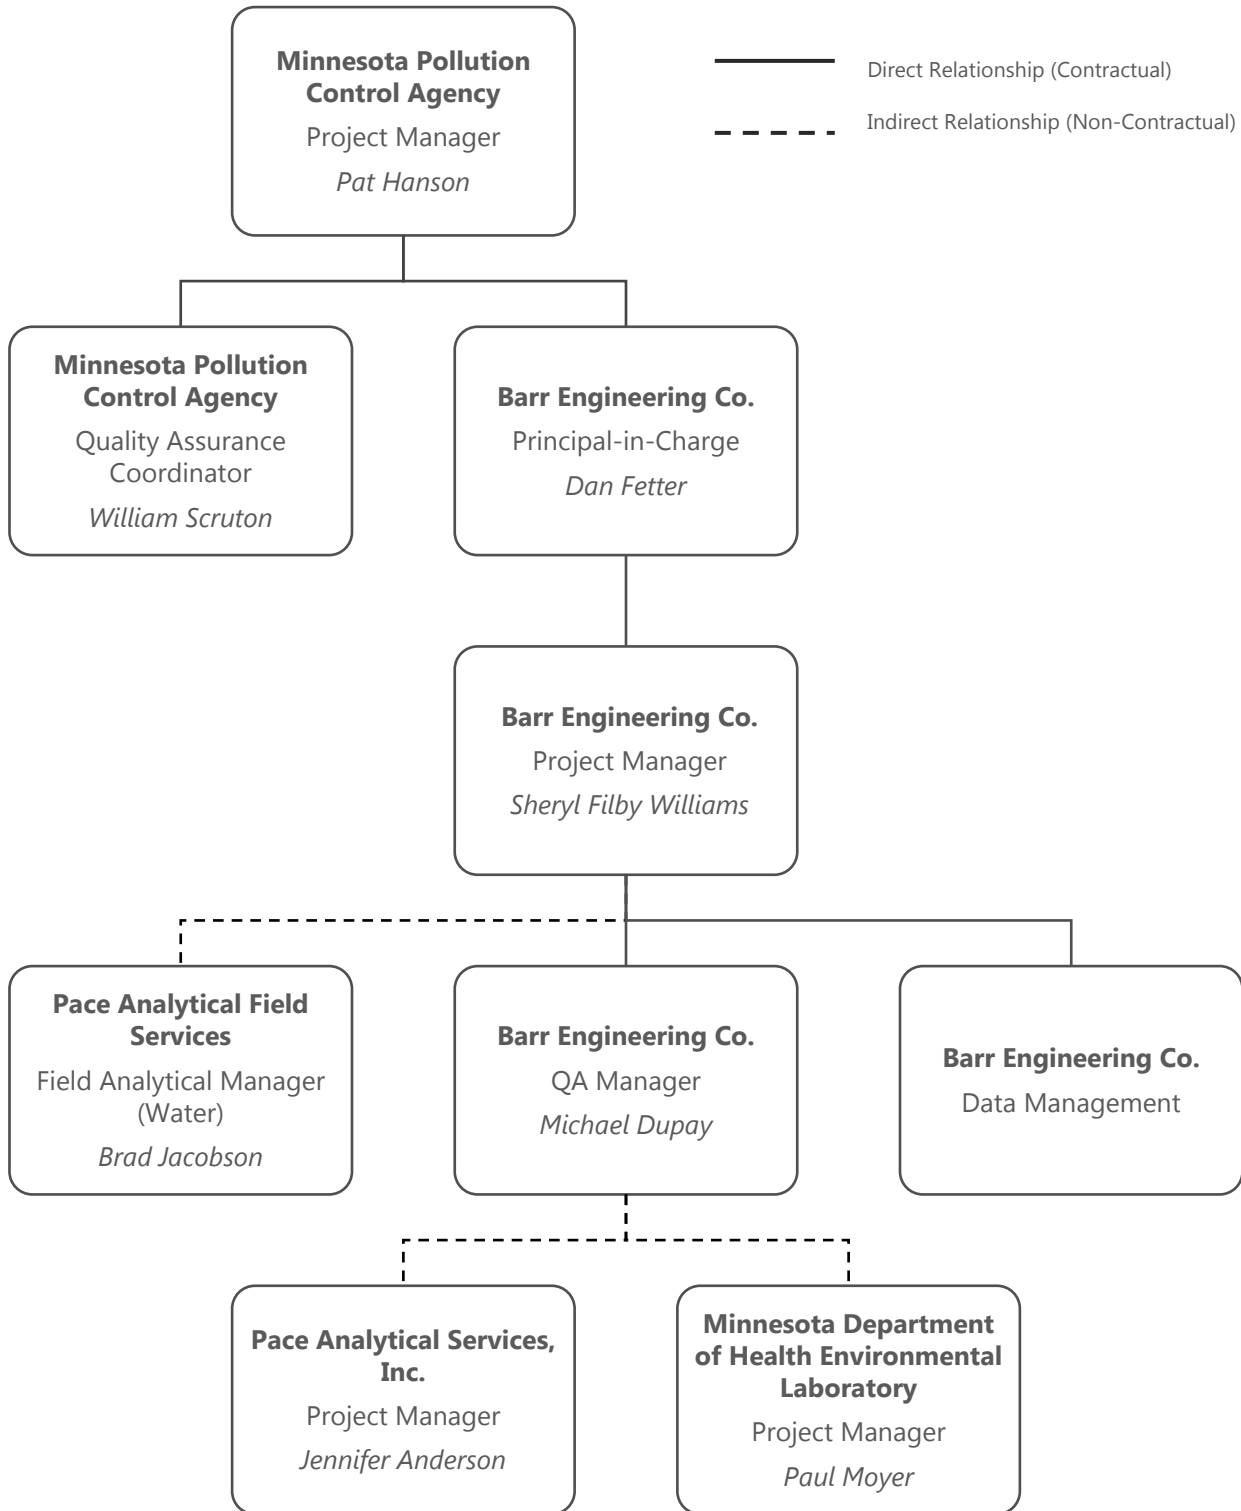 Minnesota Pollution
Control Agency
Project Manager
Pat Hanson
Direct Relationship (Contractual)
Indirect Relationship (Non-Contractual)
Minnesota Pollution
Control Agency
Quality Assurance
Coordinator
William Scruton
Barr Engineering Co.
Principal-in-Charge
Dan Fetter
Barr Engineering Co.
Project Manager
Sheryl Filby Williams
Pace Analytical Field
Services
Field Analytical Manager
(Water)
Brad Jacobson
Barr Engineering Co.
QA Manager
Michael Dupay
Barr Engineering Co.
Data Management
Pace Analytical Services,
Inc.
Project Manager
Jennifer Anderson
Minnesota Department
of Health Environmental
Laboratory
Project Manager
Paul Moyer